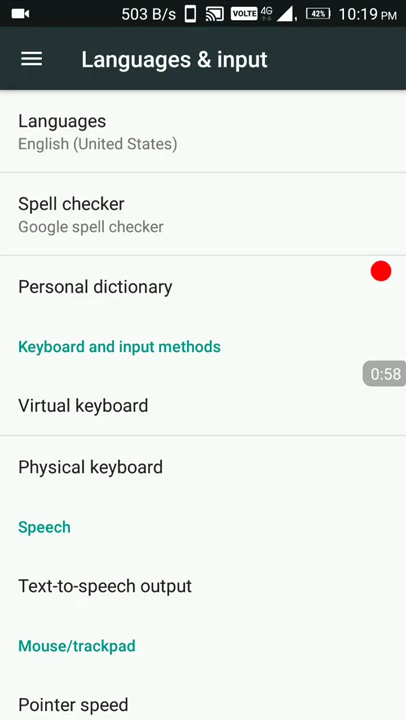 503 B/s VOLTE 4G 42% 10:19 PM
Languages & input
Languages
English (United States)
Spell checker
Google spell checker
Personal dictionary
Keyboard and input methods
0:58
Virtual keyboard
Physical keyboard
Speech
Text-to-speech output
Mouse/trackpad
Pointer speed